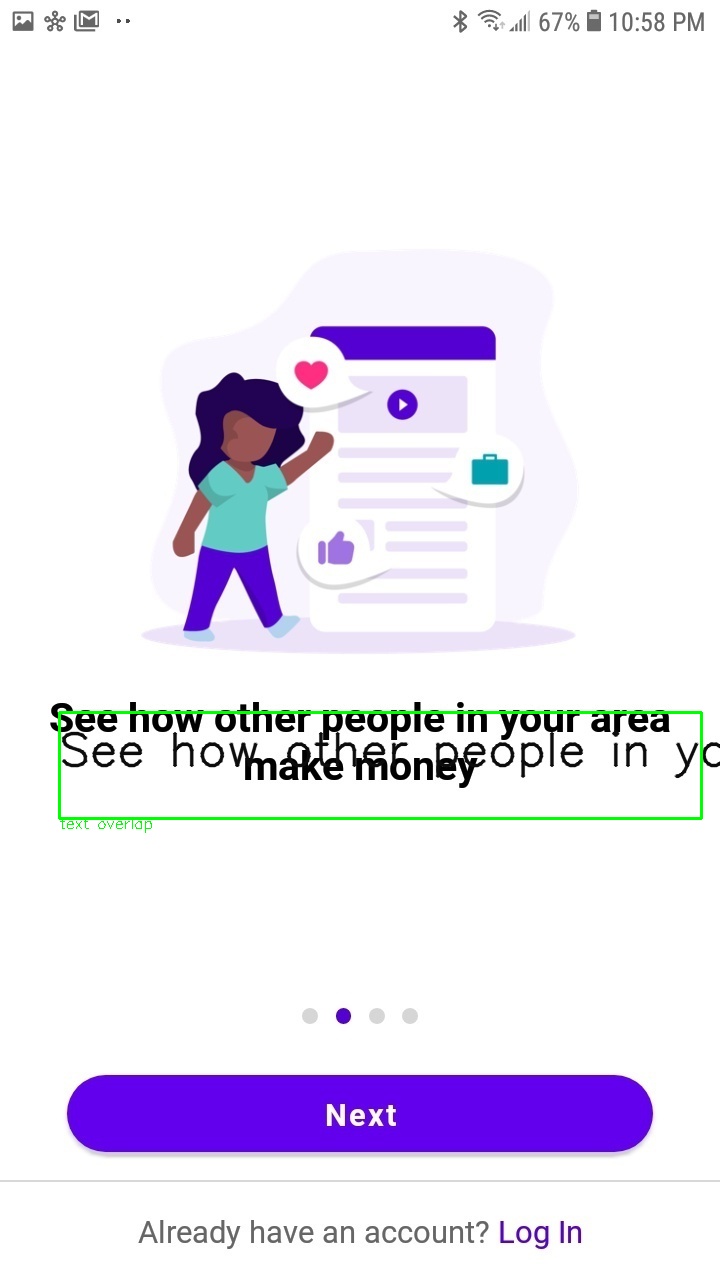 67% 10:58 PM
See how other people in your area
See how other people in yo
make money
text overlap
Next
Already have an account? Log In